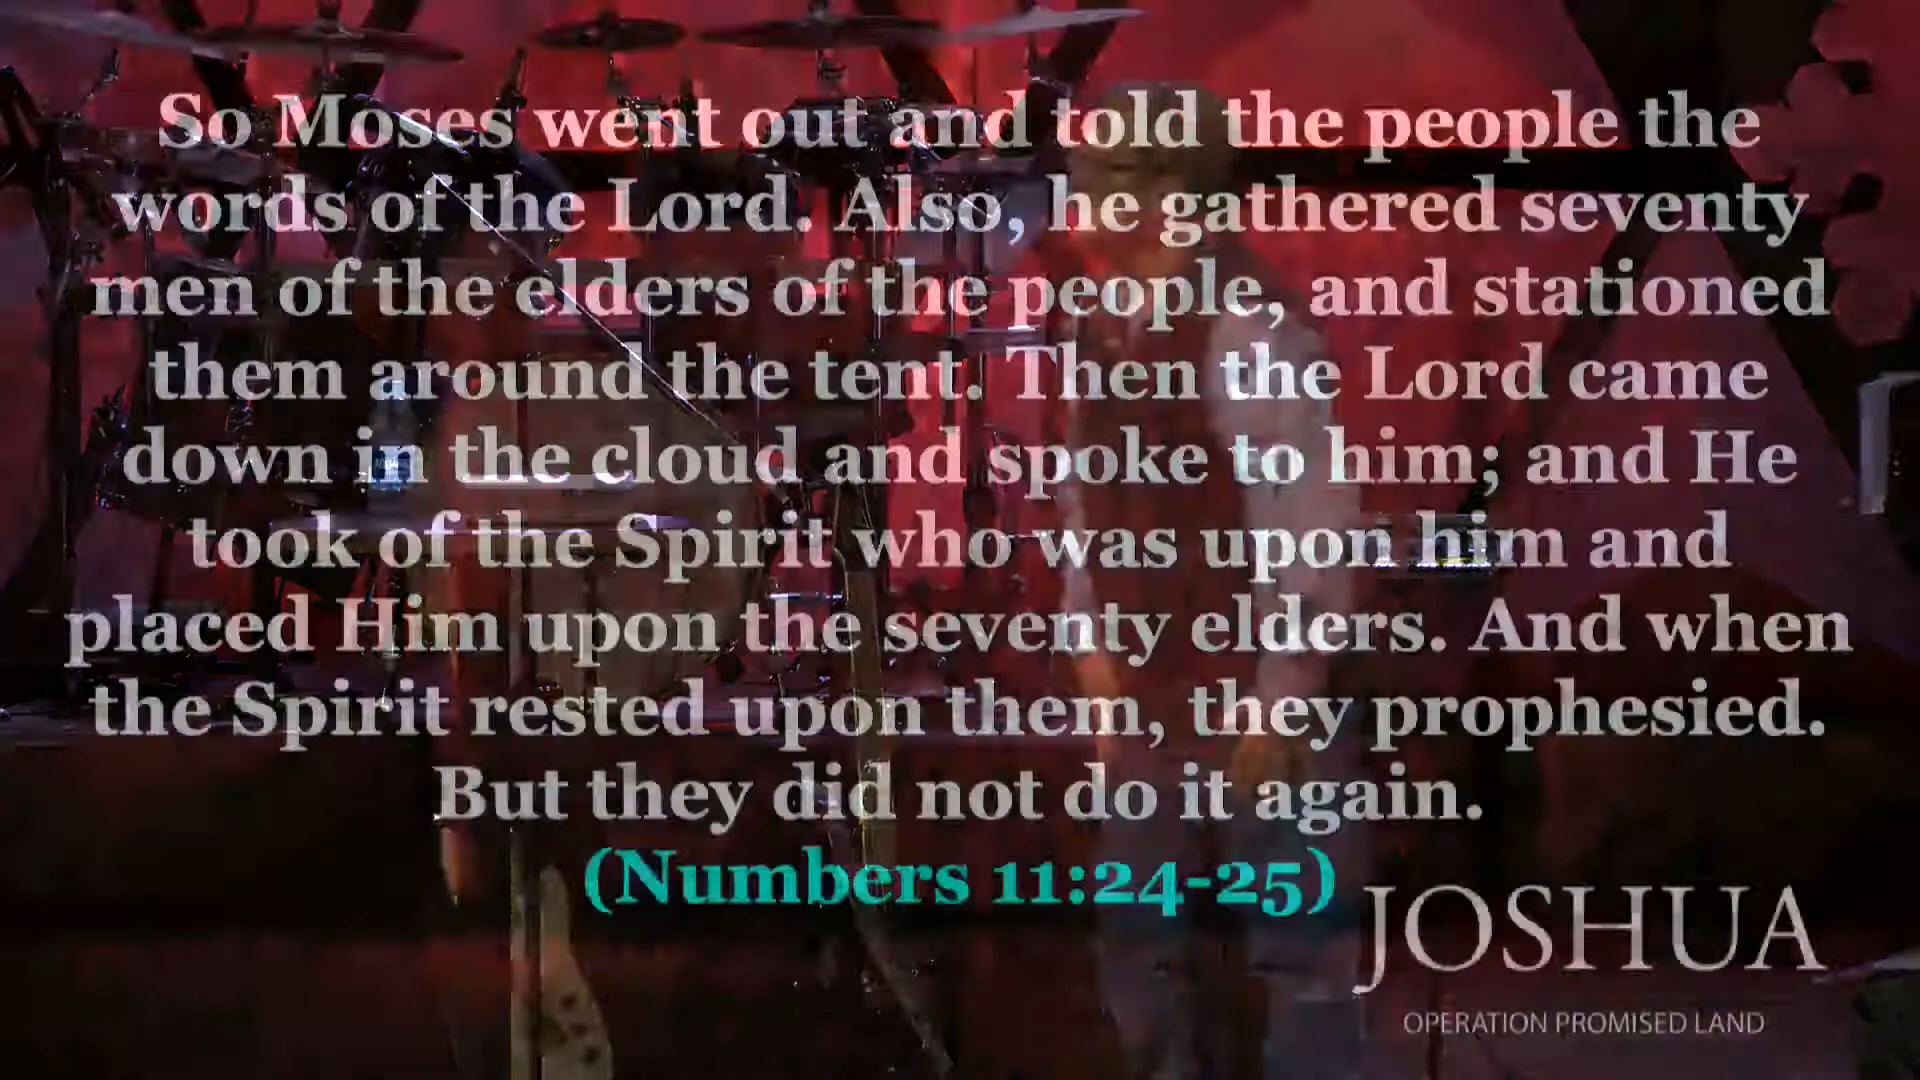 So Moses went out and told the people the
words of the Lord. Also, he gathered seventy
men of the elders of the people, and stationed
them around the tent. Then the Lord came
down in the cloud and spoke to him; and He
took of the Spirit who was upon him and
placed Him upon the seventy elders. And when
the Spirit rested upon them, they prophesied.
But they did not do it again.
(Numbers 11:24-25)
JOSHUA
OPERATION PROMISED LAND